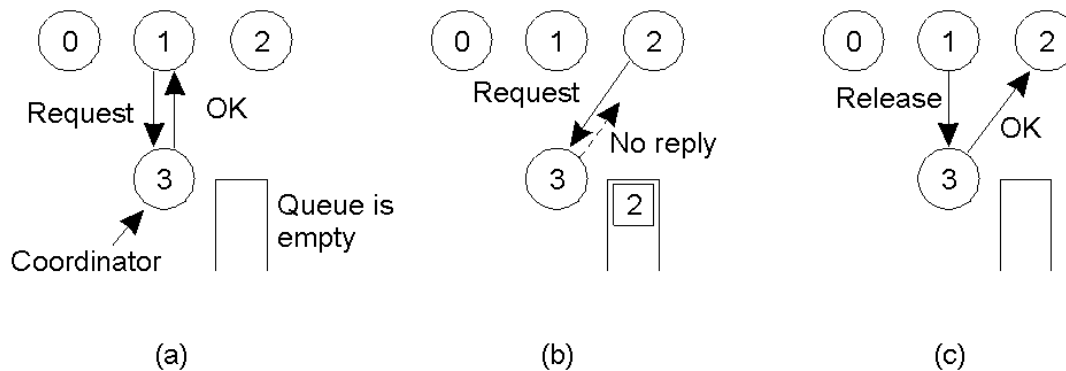 0 1 2
Request OK
3
Queue is
empty
Coordinator
(a)
0 1 2
Request
No reply
3
2
(b)
0 1 2
Release
OK
3
(c)